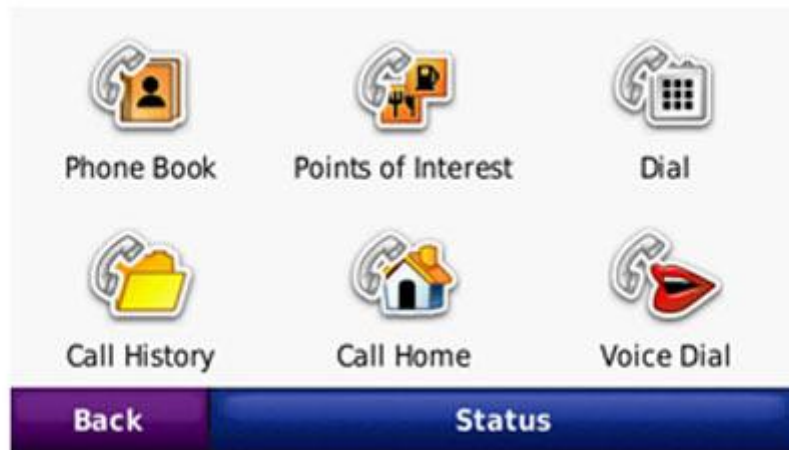 Phone Book Points of Interest Dial
Call History Call Home Voice Dial
Back Status